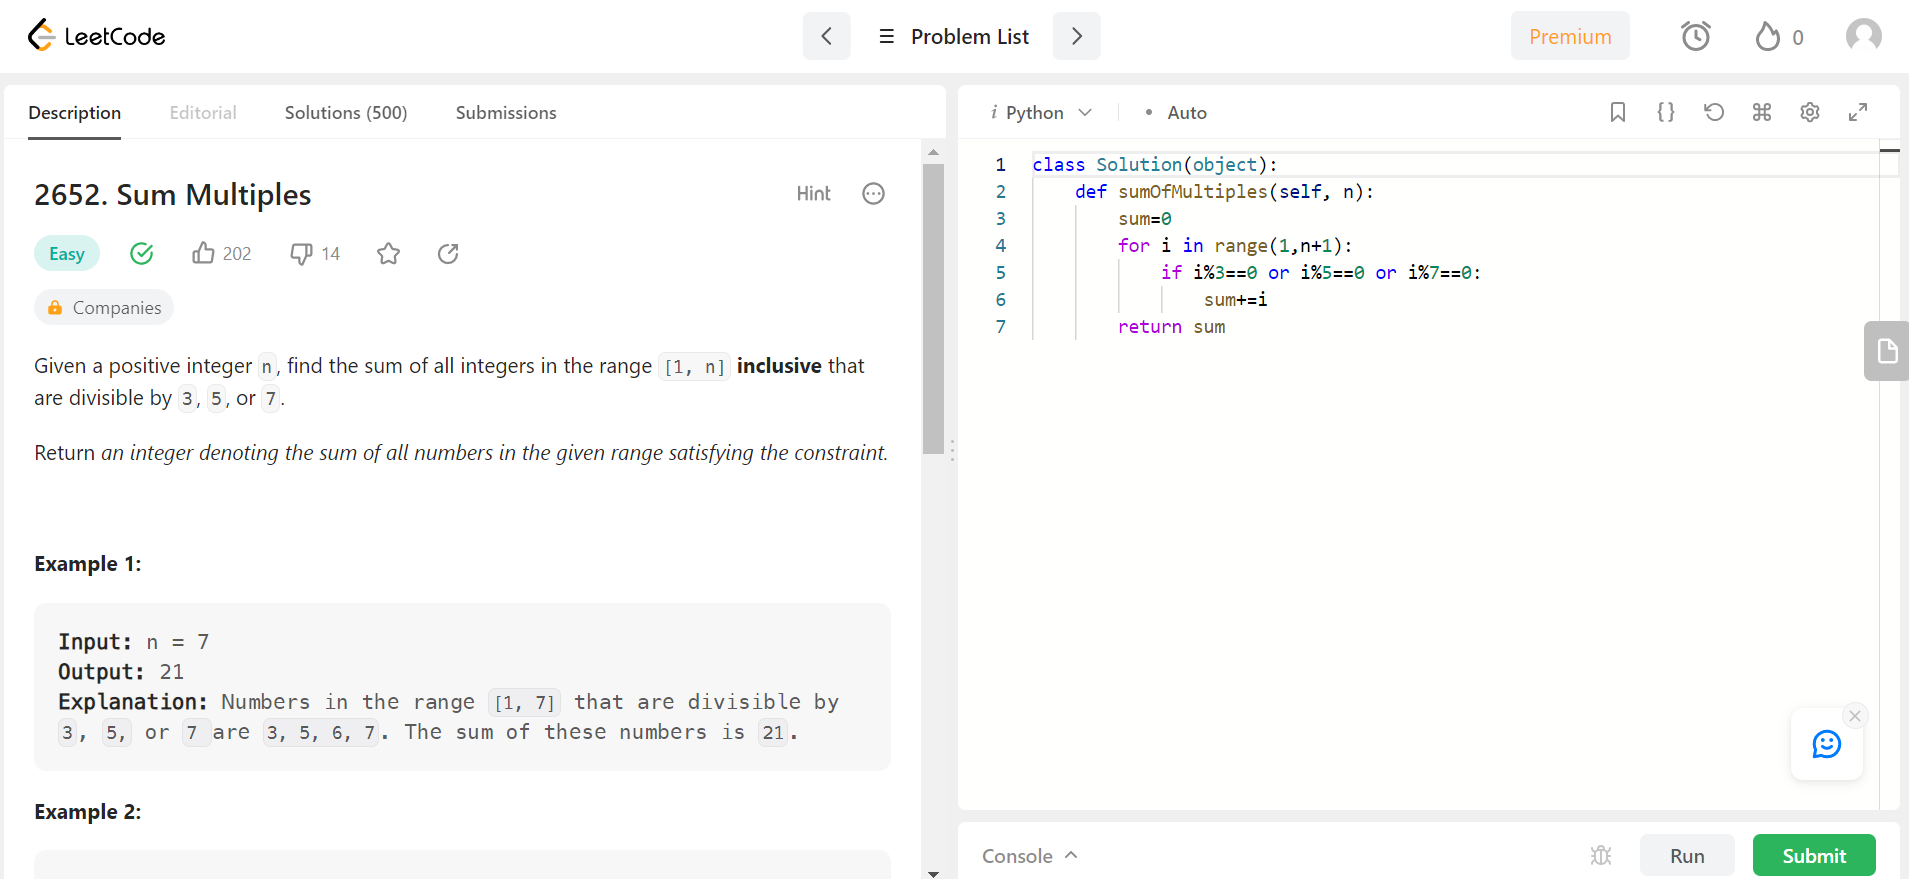 LeetCode
Problem List
Premium
0
Description Editorial Solutions (500) Submissions
2652. Sum Multiples
Hint
Easy 202 14
Companies
Given a positive integer n, find the sum of all integers in the range [1, n] inclusive that
are divisible by 3, 5, or 7.
Return an integer denoting the sum of all numbers in the given range satisfying the constraint.
Example 1:
Input: n = 7
Output: 21
Explanation: Numbers in the range [1, 7] that are divisible by
3, 5, or 7 are 3, 5, 6, 7. The sum of these numbers is 21.
Example 2:
i Python • Auto
{}
1 class Solution(object):
2     def sumOfMultiples(self, n):
3         sum=0
4         for i in range(1,n+1):
5             if i%3==0 or i%5==0 or i%7==0:
6                 sum+=i
7         return sum
Console
Run
Submit